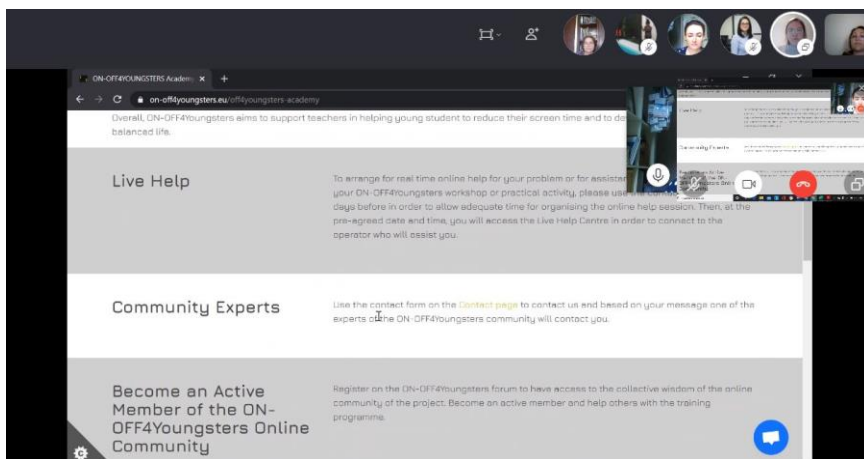 ON-OFF4YOUNGSTERS Academy
on-off4youngsters.eu/off4youngsters-academy
Overall, ON-OFF4Youngsters aims to support teachers in helping young student to reduce their screen time and to de
balanced life.
Live Help
To arrange for real time online help for your problem or for assistan
your ON-OFF4Youngsters workshop or practical activity, please use the
days before in order to allow adequate time for organising the online help session. Then, at the
pre-agreed date and time, you will access the Live Help Centre in order to connect to the
operator who will assist you.
Community Experts
Use the contact form on the Contact page to contact us and based on your message one of the
experts of the ON-OFF4Youngsters community will contact you.
Become an Active
Member of the ON-
OFF4Youngsters Online
Community
Register on the ON-OFF4Youngsters forum to have access to the collective wisdom of the online
community of the project. Become an active member and help others with the training
programme.
Live Help
Community Experts